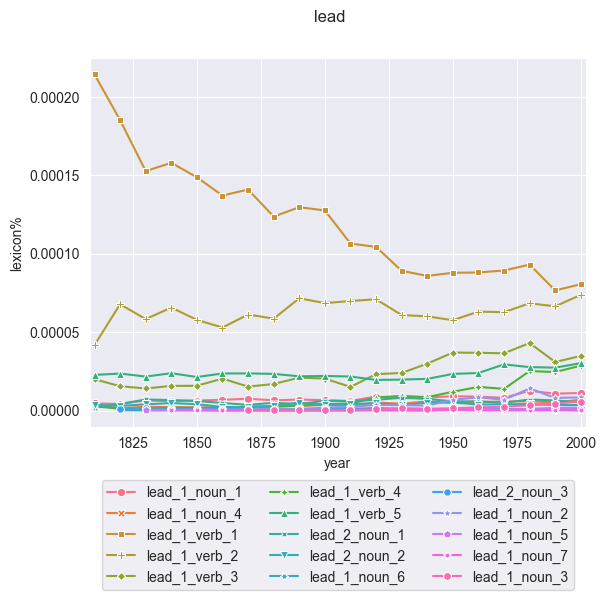 lead
0.00020
0.00015
0.00010
0.00005
0.00000
lexicon%
1825 1850 1875 1900 1925 1950 1975 2000
year
lead_1_noun_1 lead_1_verb_4 lead_2_noun_3
lead_1_noun_4 lead_1_verb_5 lead_1_noun_2
lead_1_verb_1 lead_2_noun_1 lead_1_noun_5
lead_1_verb_2 lead_2_noun_2 lead_1_noun_7
lead_1_verb_3 lead_1_noun_6 lead_1_noun_3